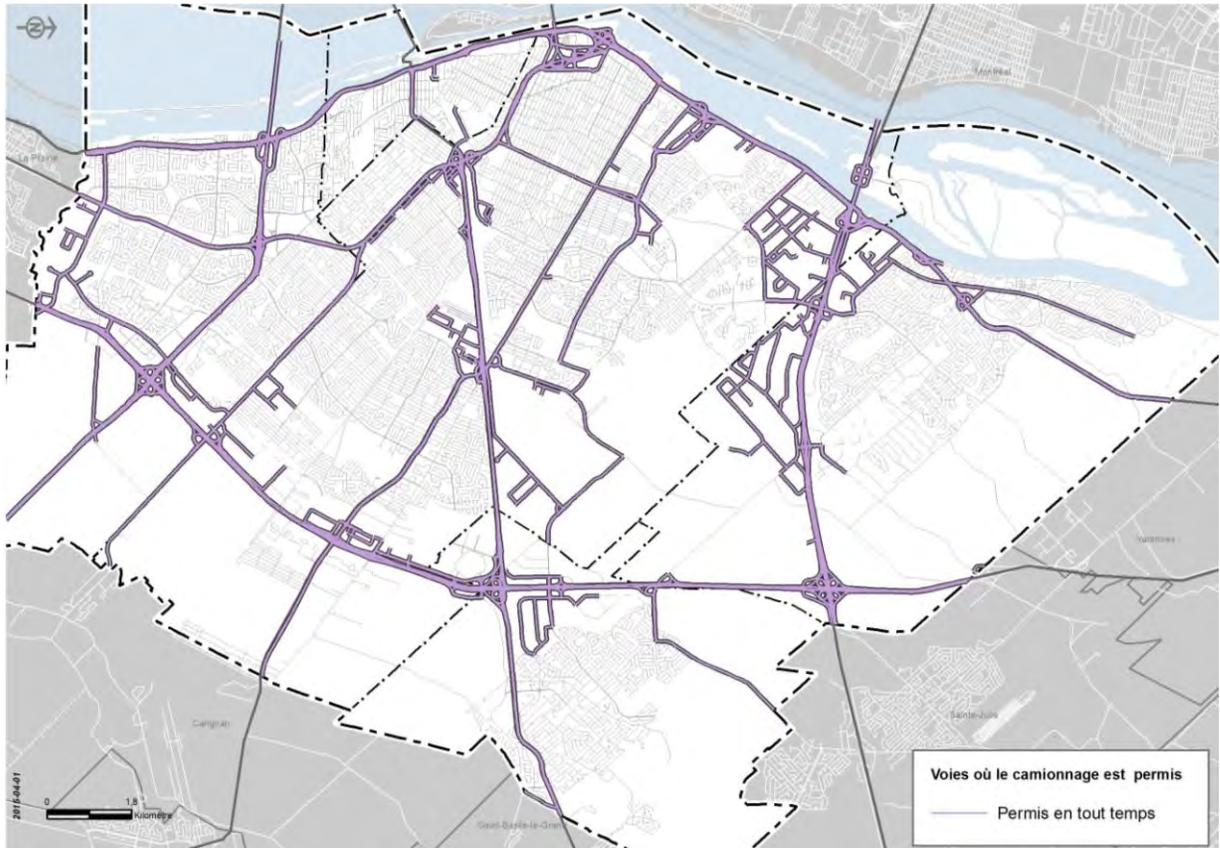 N
Montréal
La Prairie
Varennes
Carignan
Sainte-Julie
Saint-Basile-le-Grand
2015-04-01
0 1,8
Kilomètre
Voies où le camionnage est permis
Permis en tout temps